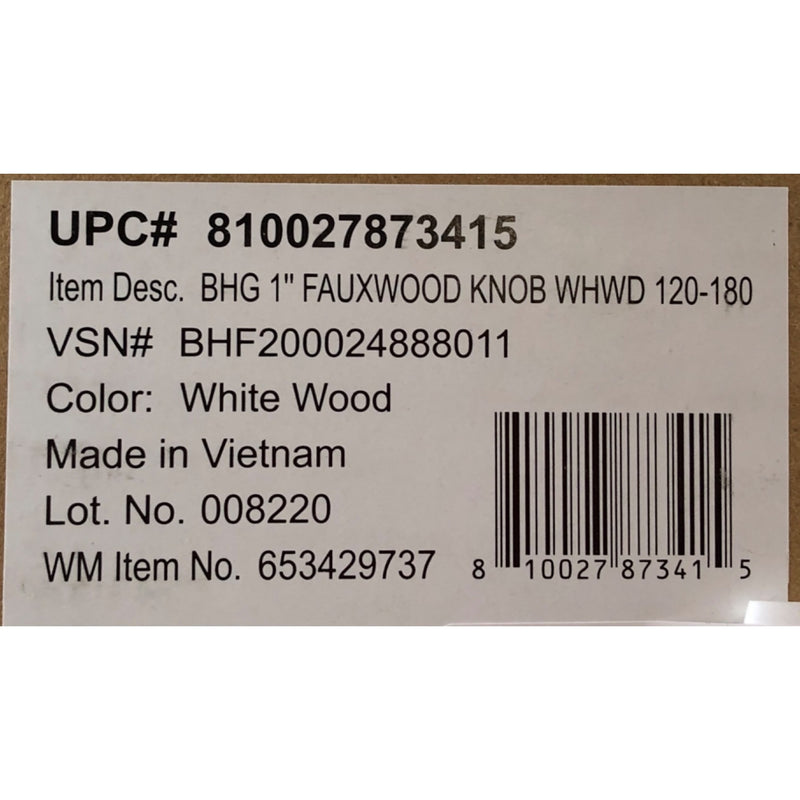 UPC# 810027873415
Item Desc. BHG 1" FAUXWOOD KNOB WHWD 120-180
VSN# BHF200024888011
Color: White Wood
Made in Vietnam
Lot. No. 008220
WM Item No. 653429737
8 10027 87341 5